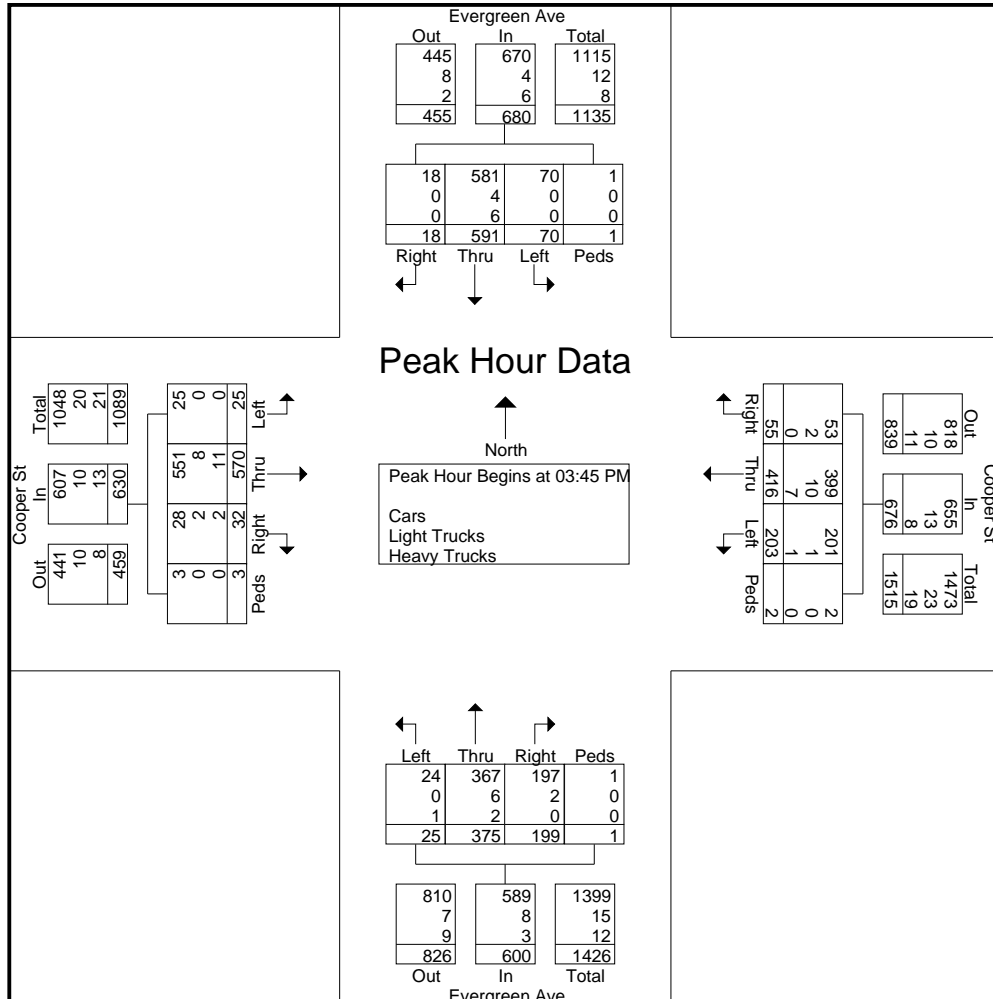 Evergreen Ave
Out In Total
445 670 1115
8 4 12
2 6 8
455 680 1135
18 581 70 1
0 4 0 0
0 6 0 0
18 591 70 1
Right Thru Left Peds
Peak Hour Data
North
Peak Hour Begins at 03:45 PM
Cars
Light Trucks
Heavy Trucks
Cooper St
Out In Total
441 607 1048
10 10 20
8 13 21
459 630 1089
Peds Right Thru Left
3 28 551 25
0 2 8 0
0 2 11 0
3 32 570 25
Cooper St
Out In Total
818 655 1473
10 13 23
11 8 19
839 676 1515
Right Thru Left Peds
53 399 201 2
2 10 1 0
0 7 1 0
55 416 203 2
Left Thru Right Peds
24 367 197 1
0 6 2 0
1 2 0 0
25 375 199 1
810 589 1399
7 8 15
9 3 12
826 600 1426
Out In Total
Evergreen Ave